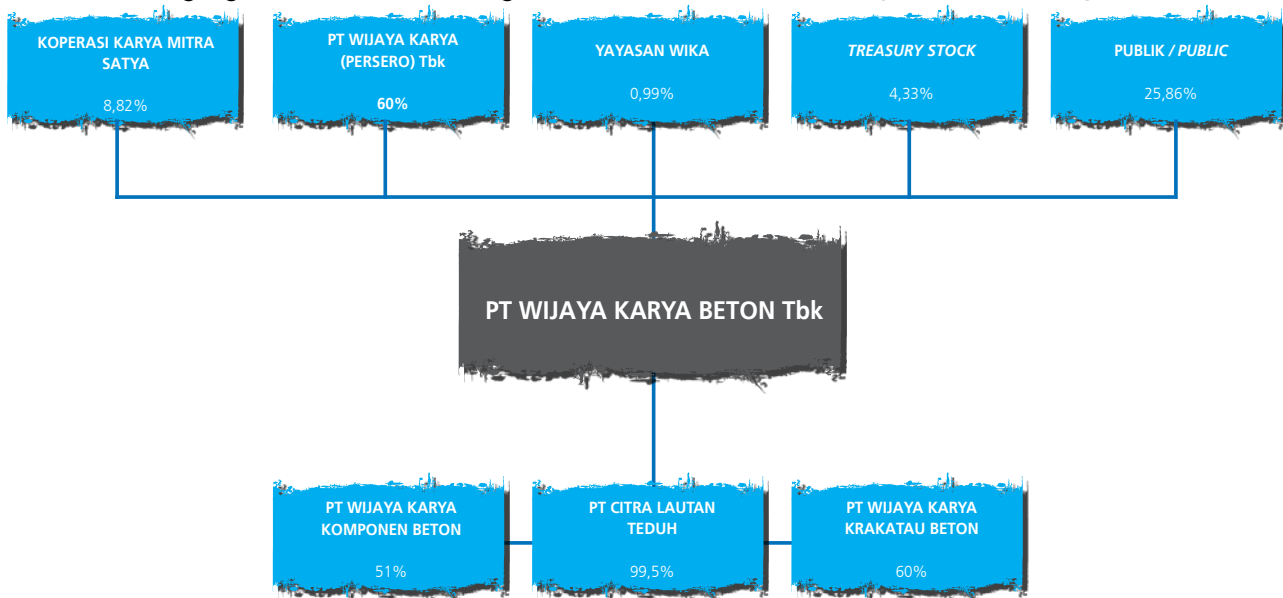 KOPERASI KARYA MITRA
SATYA
8,82%
PT WIJAYA KARYA
(PERSERO) Tbk
60%
YAYASAN WIKA
0,99%
TREASURY STOCK
4,33%
PUBLIK / PUBLIC
25,86%
PT WIJAYA KARYA BETON Tbk
PT WIJAYA KARYA
KOMPONEN BETON
51%
PT CITRA LAUTAN
TEDUH
99,5%
PT WIJAYA KARYA
KRAKATAU BETON
60%